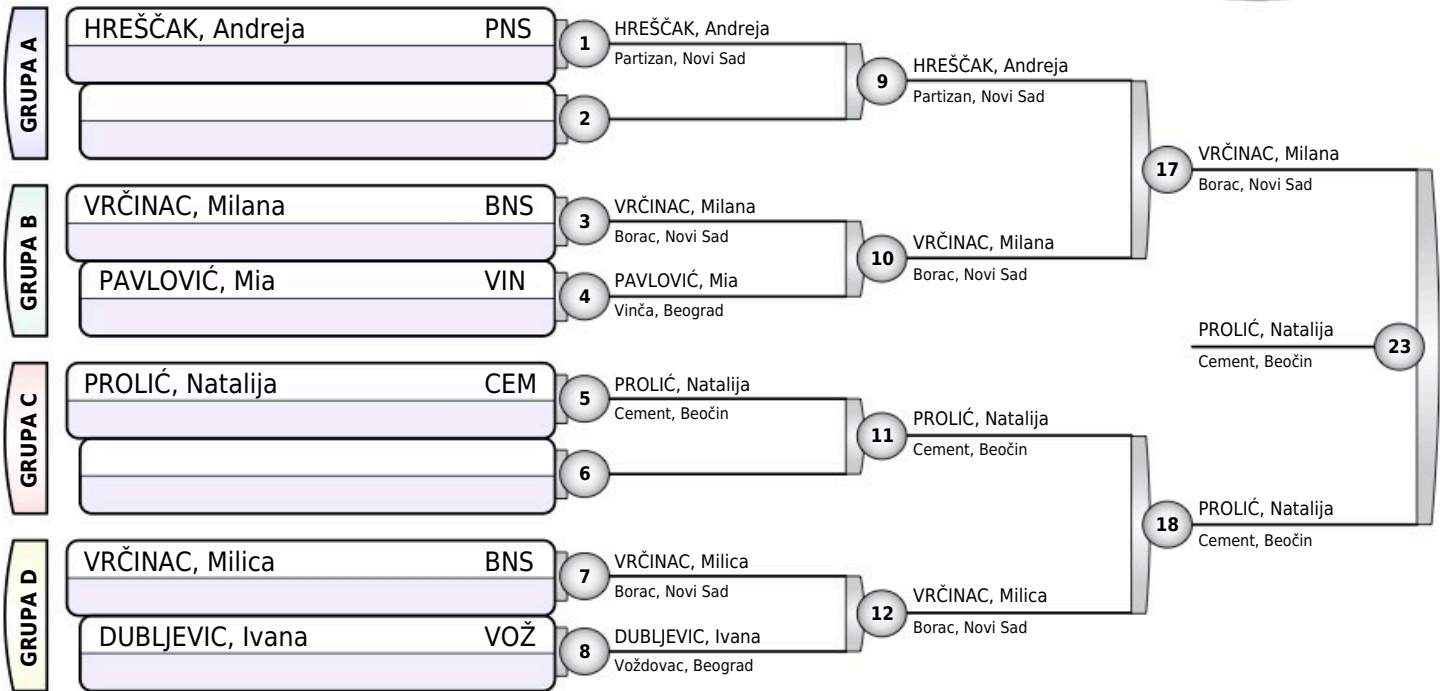 GRUPA A
HREŠČAK, Andreja PNS
1
2
HREŠČAK, Andreja
Partizan, Novi Sad
9
HREŠČAK, Andreja
Partizan, Novi Sad
GRUPA B
VRČINAC, Milana BNS
PAVLOVIĆ, Mia VIN
3
VRČINAC, Milana
Borac, Novi Sad
4
PAVLOVIĆ, Mia
Vinča, Beograd
10
VRČINAC, Milana
Borac, Novi Sad
17
VRČINAC, Milana
Borac, Novi Sad
GRUPA C
PROLIĆ, Natalija CEM
5
PROLIĆ, Natalija
Cement, Beočin
6
11
PROLIĆ, Natalija
Cement, Beočin
GRUPA D
VRČINAC, Milica BNS
DUBLJEVIC, Ivana VOŽ
7
VRČINAC, Milica
Borac, Novi Sad
8
DUBLJEVIC, Ivana
Voždovac, Beograd
12
VRČINAC, Milica
Borac, Novi Sad
18
PROLIĆ, Natalija
Cement, Beočin
PROLIĆ, Natalija
Cement, Beočin
23